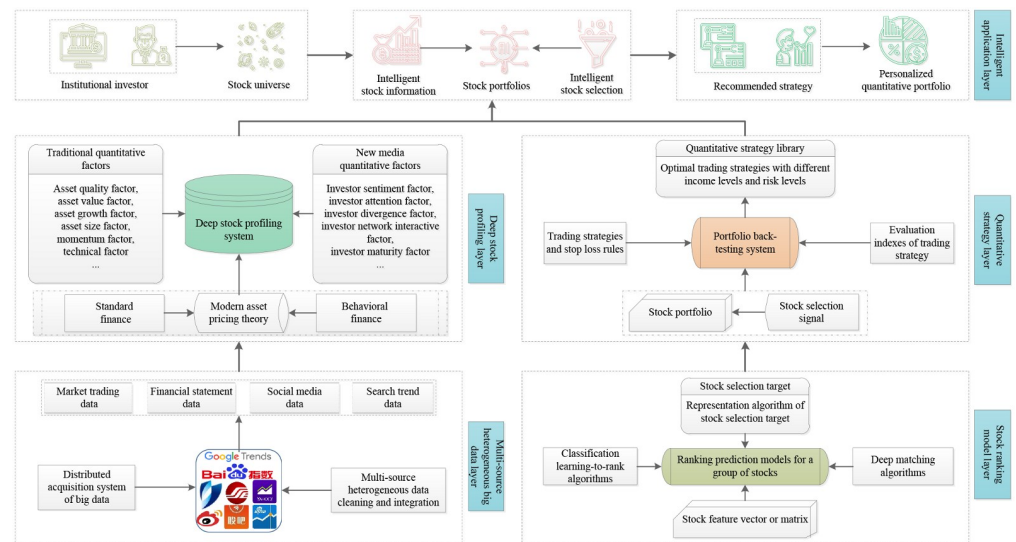 Institutional investor
Stock universe
Intelligent
stock information
Stock portfolios
Intelligent
stock selection
Recommended strategy
Personalized
quantitative portfolio
Intelligent
application layer
Traditional quantitative
factors
Asset quality factor,
asset value factor,
asset growth factor,
asset size factor,
momentum factor,
technical factor
...
Deep stock profiling
system
New media
quantitative factors
Investor sentiment factor,
investor attention factor,
investor divergence factor,
investor network interactive
factor,
investor maturity factor
...
Standard
finance
Modern asset
pricing theory
Behavioral
finance
Deep stock
profiling layer
Quantitative strategy library
Optimal trading strategies with different
income levels and risk levels
Trading strategies
and stop loss rules
Portfolio back-
testing system
Evaluation
indexes of trading
strategy
Stock portfolio
Stock selection
signal
Quantitative
strategy layer
Market trading
data
Financial statement
data
Social media
data
Search trend
data
Distributed
acquisition system
of big data
Google Trends
Bai du 指数
股吧
Multi-source
heterogeneous data
cleaning and integration
Multi-source
heterogeneous big
data layer
Stock selection target
Representation algorithm of
stock selection target
Classification
learning-to-rank
algorithms
Ranking prediction models for a
group of stocks
Deep matching
algorithms
Stock feature vector or matrix
Stock ranking
model layer